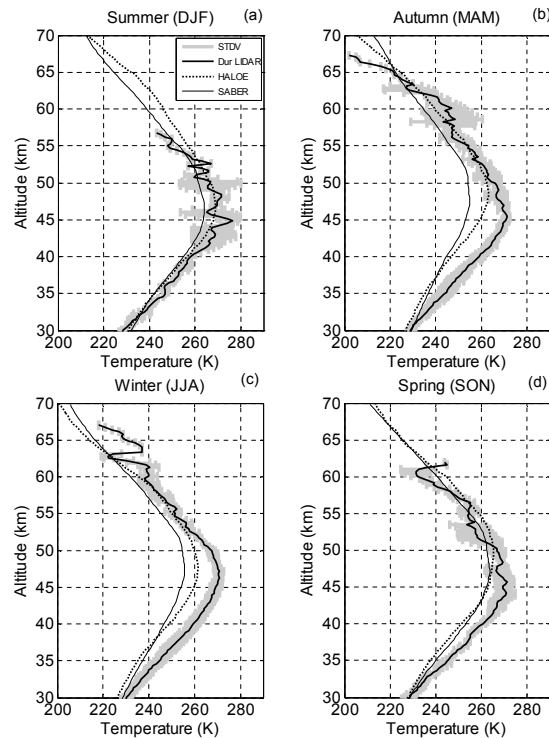 Summer (DJF) (a)
70
65
60
55
50
45
40
35
30
Altitude (km)
STDV
Dur LIDAR
HALOE
SABER
200 220 240 260 280
Temperature (K)
Autumn (MAM) (b)
70
65
60
55
50
45
40
35
30
Altitude (km)
200 220 240 260 280
Temperature (K)
Winter (JJA) (c)
70
65
60
55
50
45
40
35
30
Altitude (km)
200 220 240 260 280
Temperature (K)
Spring (SON) (d)
70
65
60
55
50
45
40
35
30
Altitude (km)
200 220 240 260 280
Temperature (K)